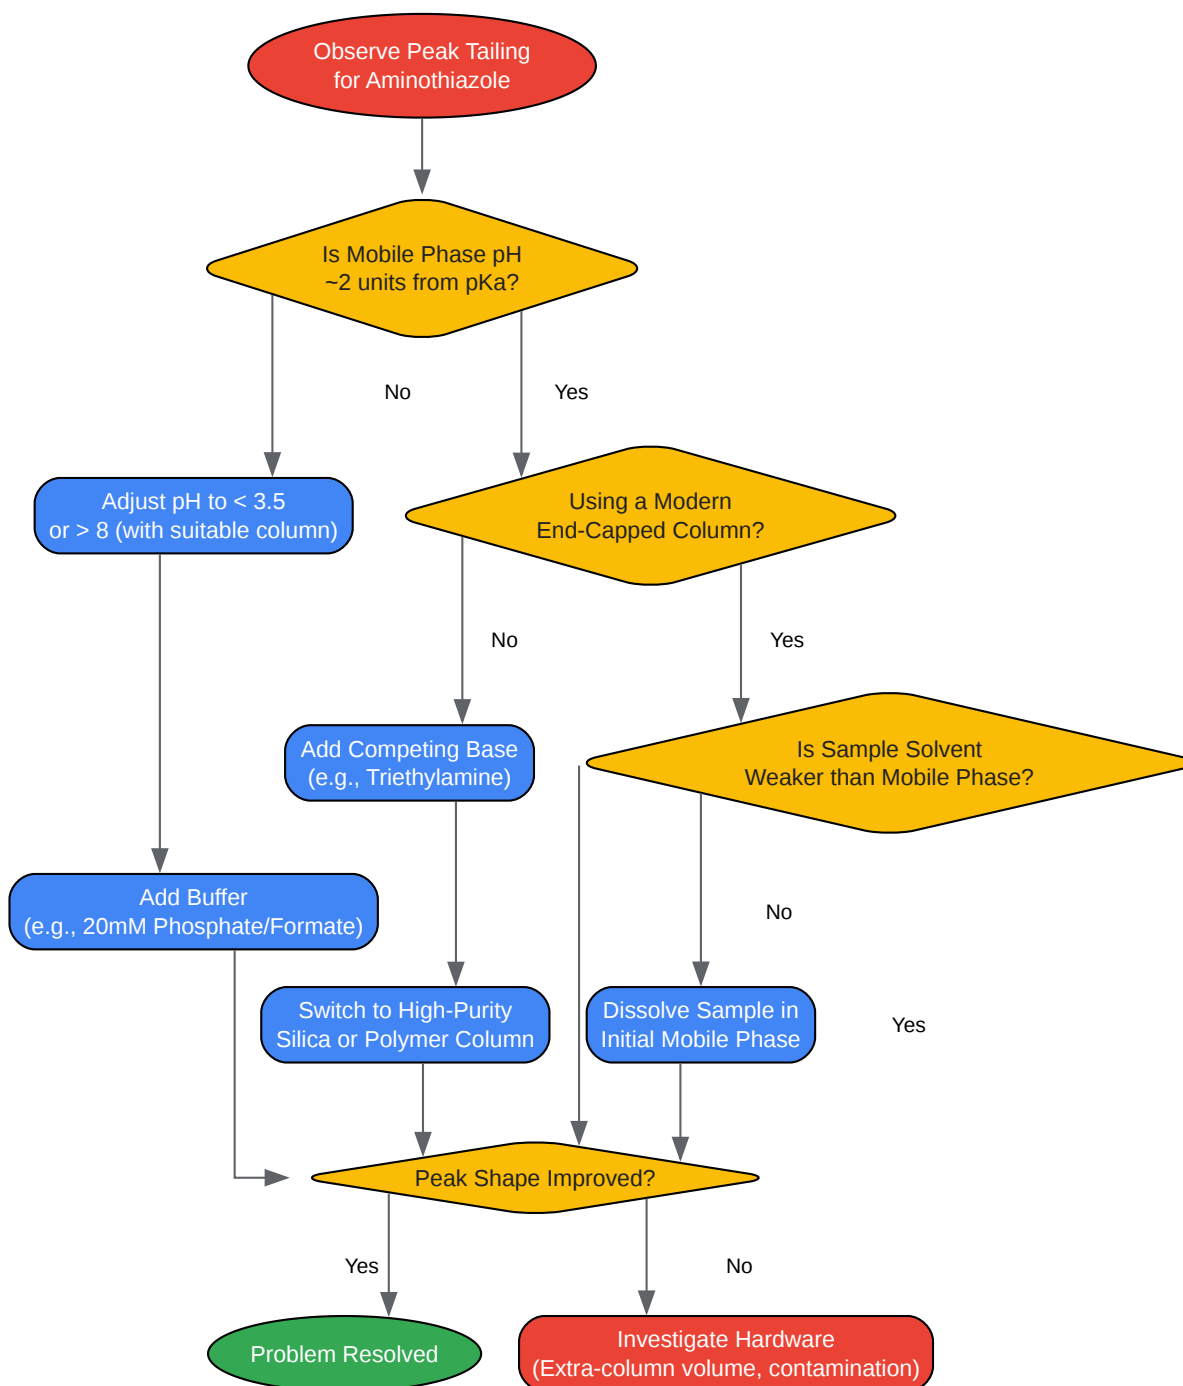 Observe Peak Tailing
for Aminothiazole
Is Mobile Phase pH
~2 units from pKa?
No
Yes
Adjust pH to < 3.5
or > 8 (with suitable column)
Using a Modern
End-Capped Column?
No
Yes
Add Competing Base
(e.g., Triethylamine)
Is Sample Solvent
Weaker than Mobile Phase?
Add Buffer
(e.g., 20mM Phosphate/Formate)
No
Switch to High-Purity
Silica or Polymer Column
Dissolve Sample in
Initial Mobile Phase
Yes
Peak Shape Improved?
Yes
No
Problem Resolved
Investigate Hardware
(Extra-column volume, contamination)